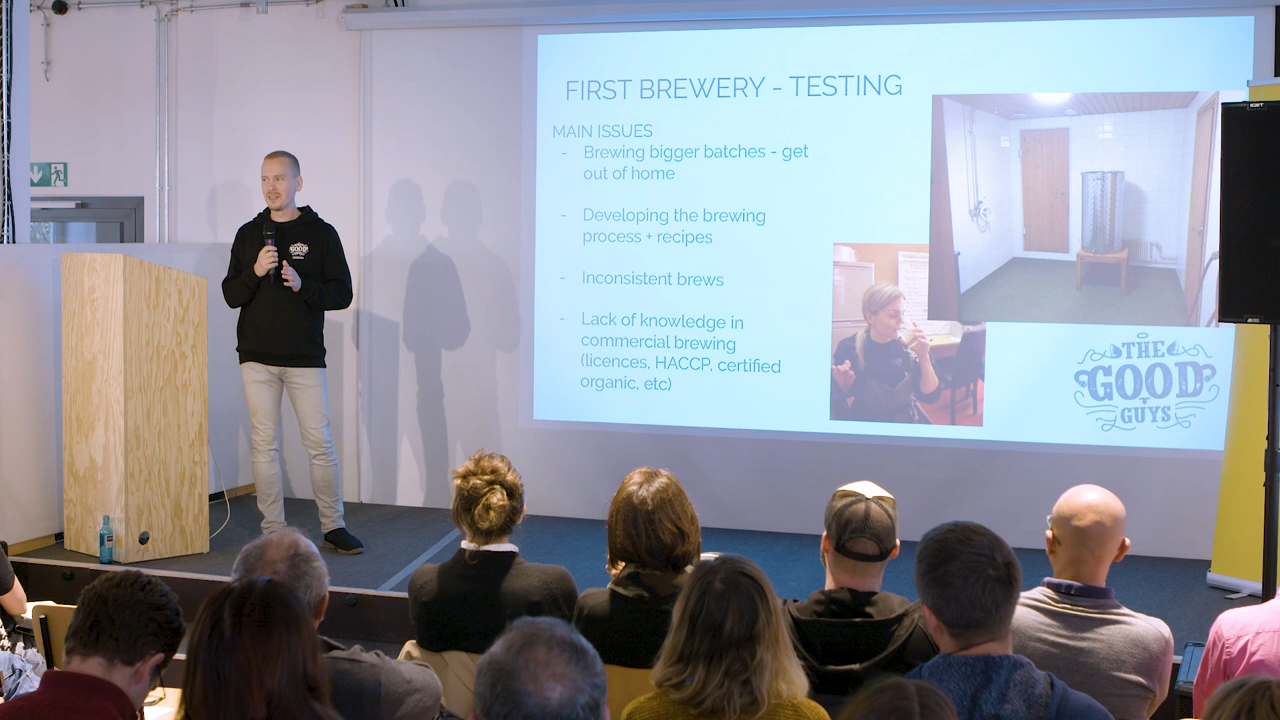 FIRST BREWERY - TESTING
MAIN ISSUES
- Brewing bigger batches - get
out of home
- Developing the brewing
process + recipes
- Inconsistent brews
- Lack of knowledge in
commercial brewing
(licences, HACCP, certified
organic, etc)
THE
GOOD
GUYS
GOOD